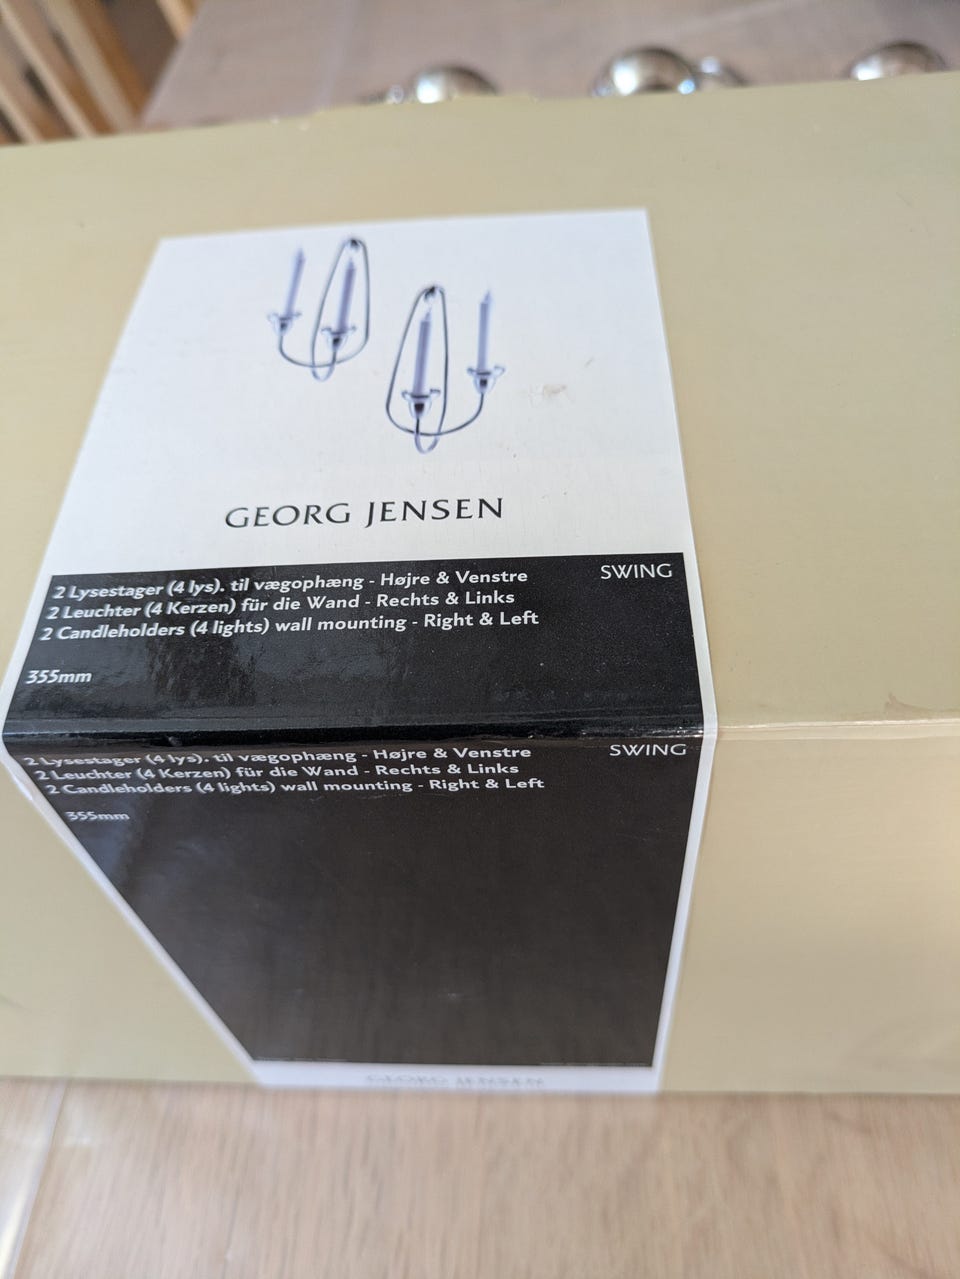 GEORG JENSEN
2 Lysestager (4 lys). til vægophæng - Højre & Venstre
2 Leuchter (4 Kerzen) für die Wand - Rechts & Links
2 Candleholders (4 lights) wall mounting - Right & Left
SWING
355mm
2 Lysestager (4 lys). til vægophæng - Højre & Venstre
2 Leuchter (4 Kerzen) für die Wand - Rechts & Links
2 Candleholders (4 lights) wall mounting - Right & Left
SWING
355mm
GEORG JENSEN